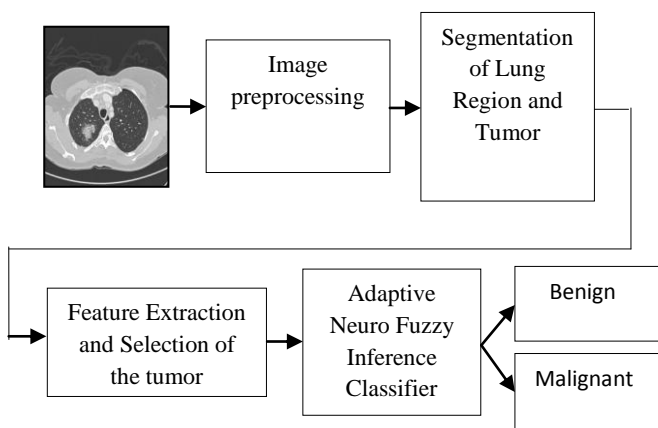 Image
preprocessing
Segmentation
of Lung
Region and
Tumor
Feature Extraction
and Selection of
the tumor
Adaptive
Neuro Fuzzy
Inference
Classifier
Benign
Malignant